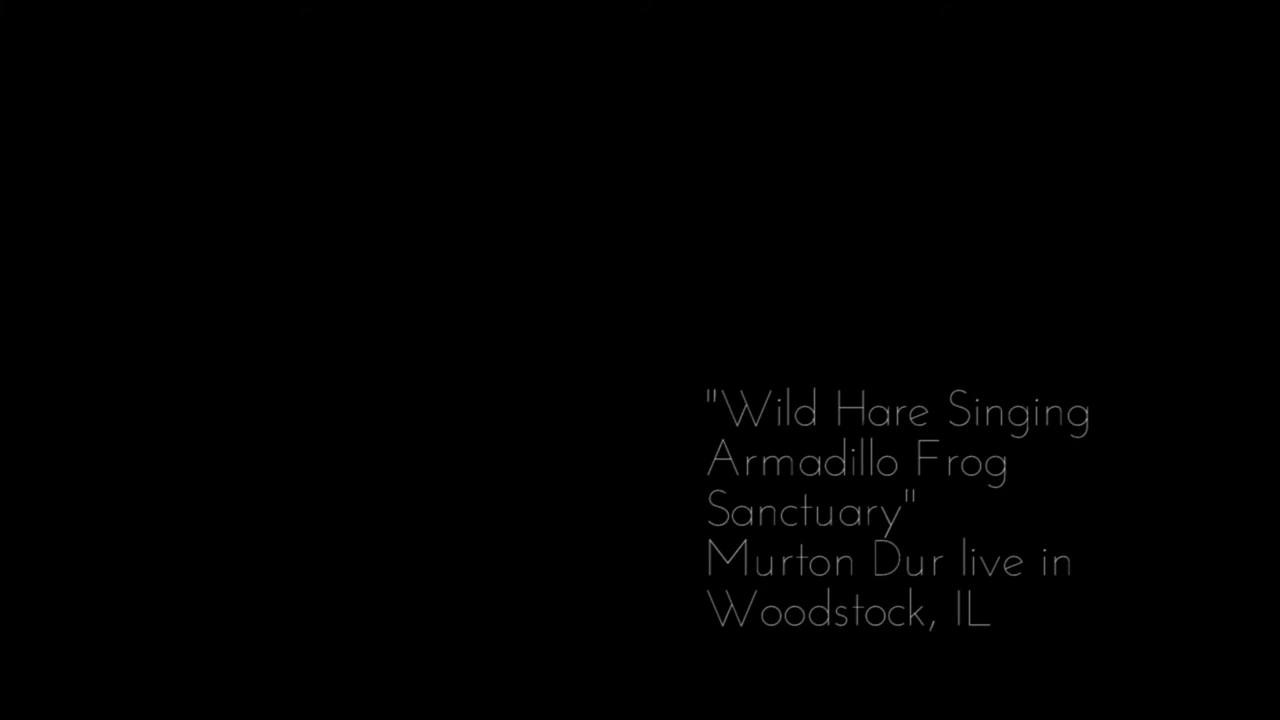 "Wild Hare Singing
Armadillo Frog
Sanctuary"
Murton Dur live in
Woodstock, IL